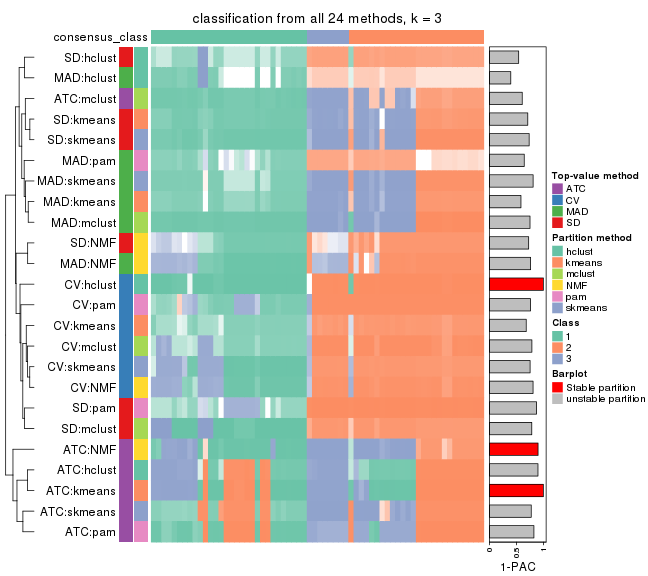 classification from all 24 methods, k = 3
consensus_class
SD:hclust
MAD:hclust
ATC:mclust
SD:kmeans
SD:skmeans
MAD:pam
MAD:skmeans
MAD:kmeans
MAD:mclust
SD:NMF
MAD:NMF
CV:hclust
CV:pam
CV:kmeans
CV:mclust
CV:skmeans
CV:NMF
SD:pam
SD:mclust
ATC:NMF
ATC:hclust
ATC:kmeans
ATC:skmeans
ATC:pam
0
0.5
1
1-PAC
Top-value method
ATC
CV
MAD
SD
Partition method
hclust
kmeans
mclust
NMF
pam
skmeans
Class
1
2
3
Barplot
Stable partition
unstable partition